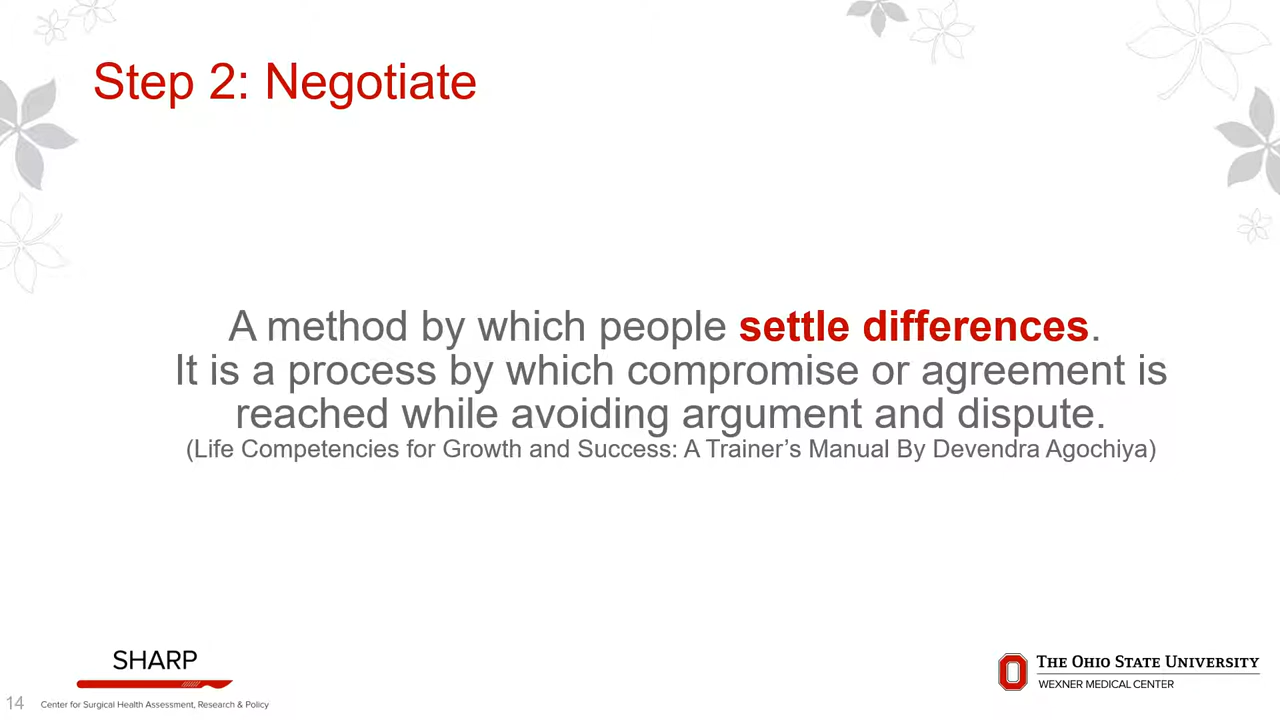 Step 2: Negotiate
A method by which people settle differences.
It is a process by which compromise or agreement is
reached while avoiding argument and dispute.
(Life Competencies for Growth and Success: A Trainer’s Manual By Devendra Agochiya)
SHARP
14 Center for Surgical Health Assessment, Research & Policy
THE OHIO STATE UNIVERSITY
WEXNER MEDICAL CENTER